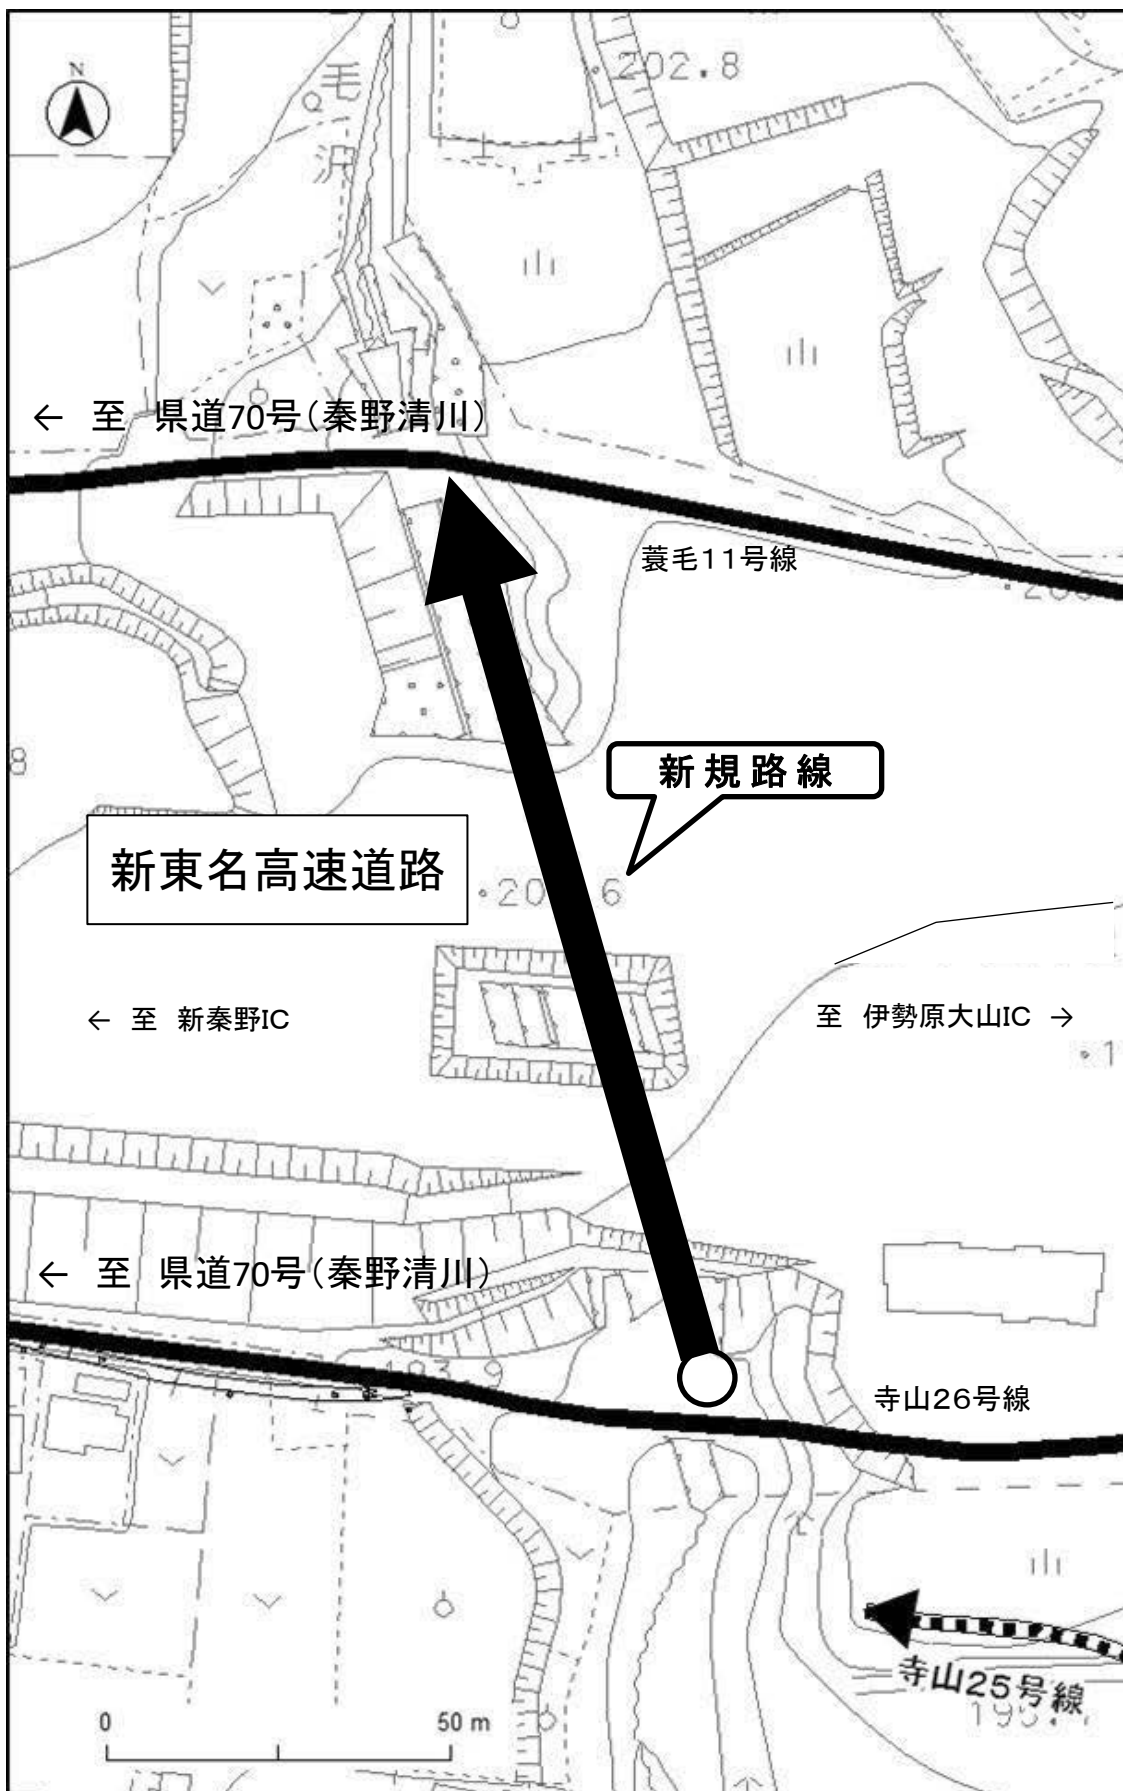 N
202.8
毛
← 至 県道70号(秦野清川)
蓑毛11号線
新規路線
8
新東名高速道路
← 至 新秦野IC
至 伊勢原大山IC →
← 至 県道70号(秦野清川)
寺山26号線
寺山25号線
0
50 m